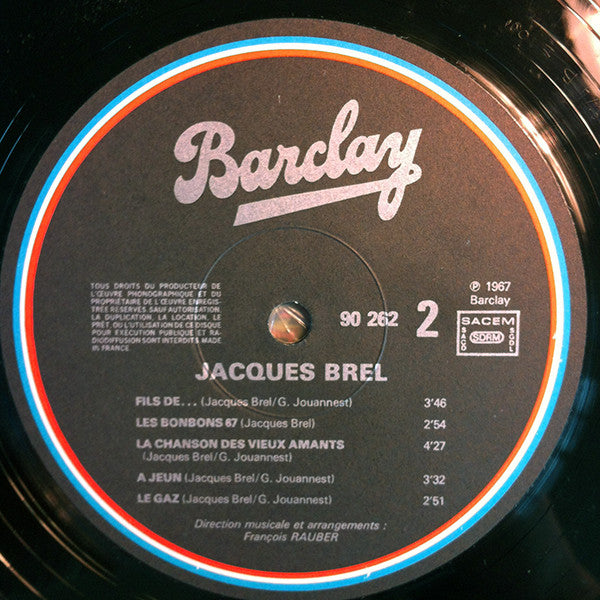 Barclay
TOUS DROITS DU PRODUCTEUR DE
L'ŒUVRE PHONOGRAPHIQUE ET DU
PROPRIÉTAIRE DE L'ŒUVRE ENREGIS-
TRÉE RÉSERVÉS SAUF AUTORISATION.
LA DUPLICATION, LA LOCATION, LE
PRÊT, OU L'UTILISATION DE CE DISQUE
POUR EXÉCUTION PUBLIQUE ET RA-
DIODIFFUSION SONT INTERDITS. MADE
IN FRANCE
90 262 2
℗ 1967
Barclay
SACEM
SACD SDRM SGDL
JACQUES BREL
FILS DE... (Jacques Brel/G. Jouannest) 3'46
LES BONBONS 67 (Jacques Brel) 2'54
LA CHANSON DES VIEUX AMANTS 4'27
(Jacques Brel/G. Jouannest)
A JEUN (Jacques Brel/G. Jouannest) 3'32
LE GAZ (Jacques Brel/G. Jouannest) 2'51
Direction musicale et arrangements :
François RAUBER